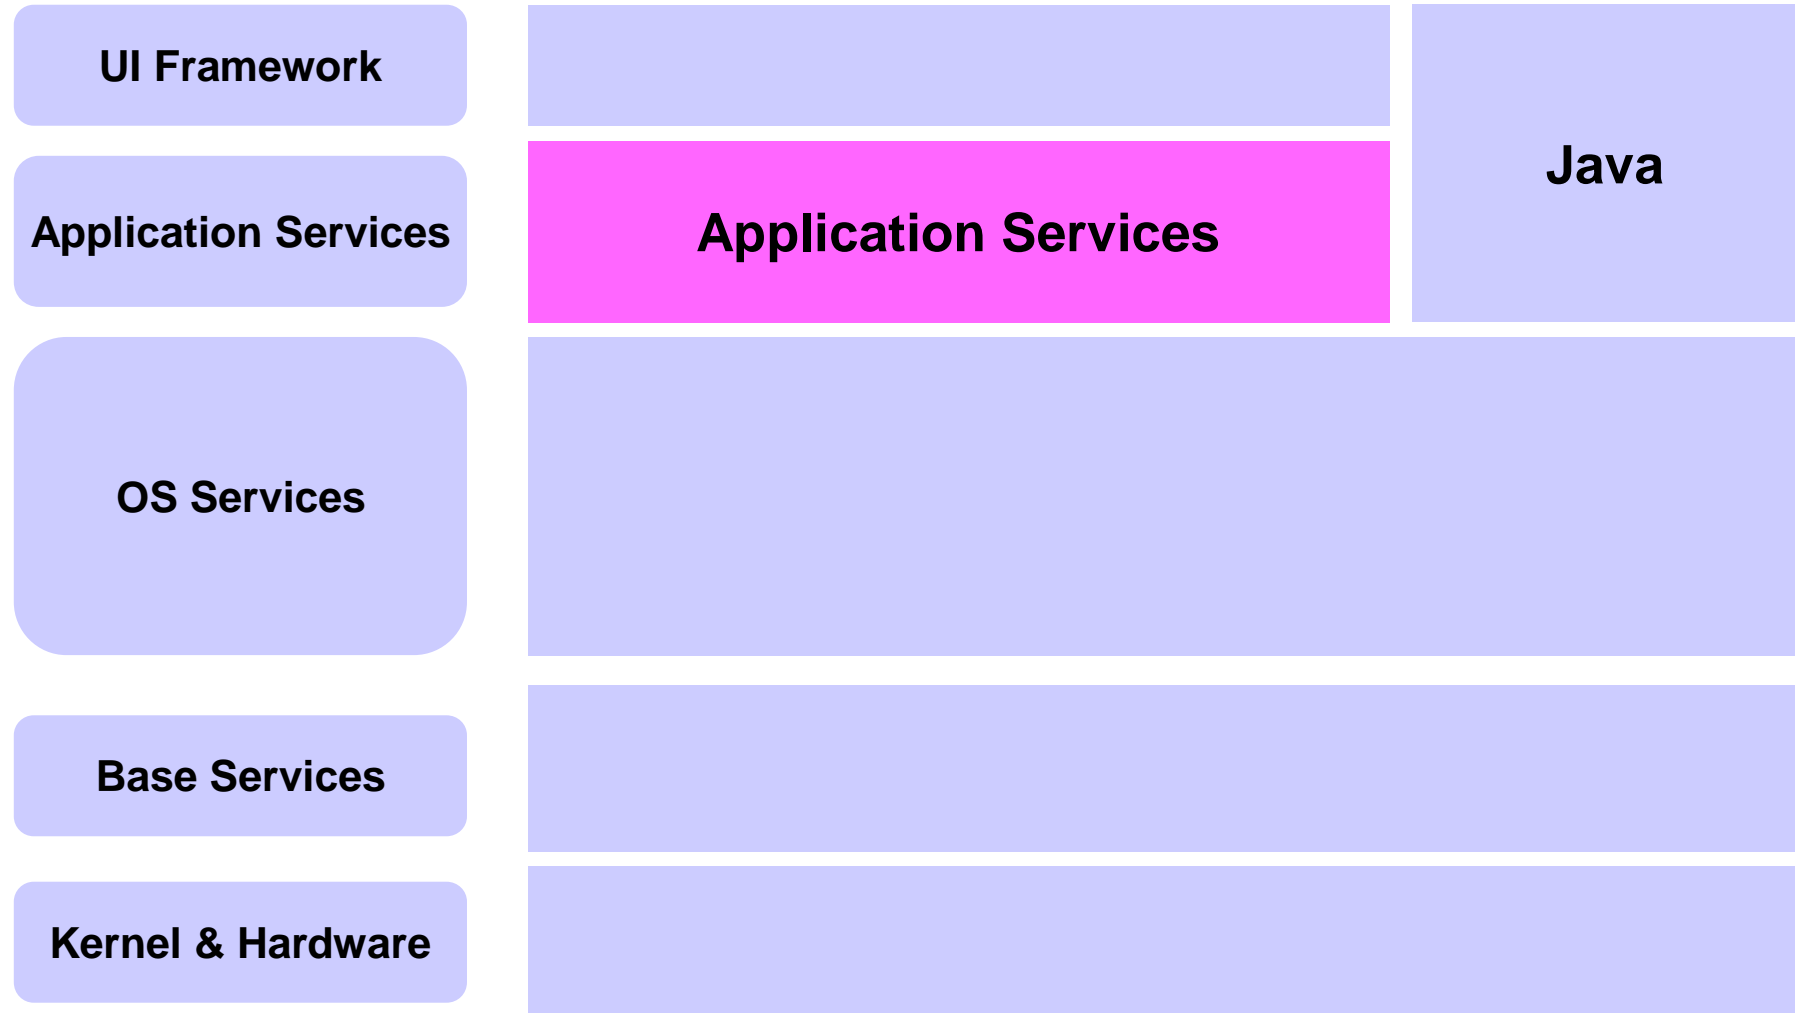 UI Framework
Java
Application Services
Application Services
OS Services
Base Services
Kernel & Hardware